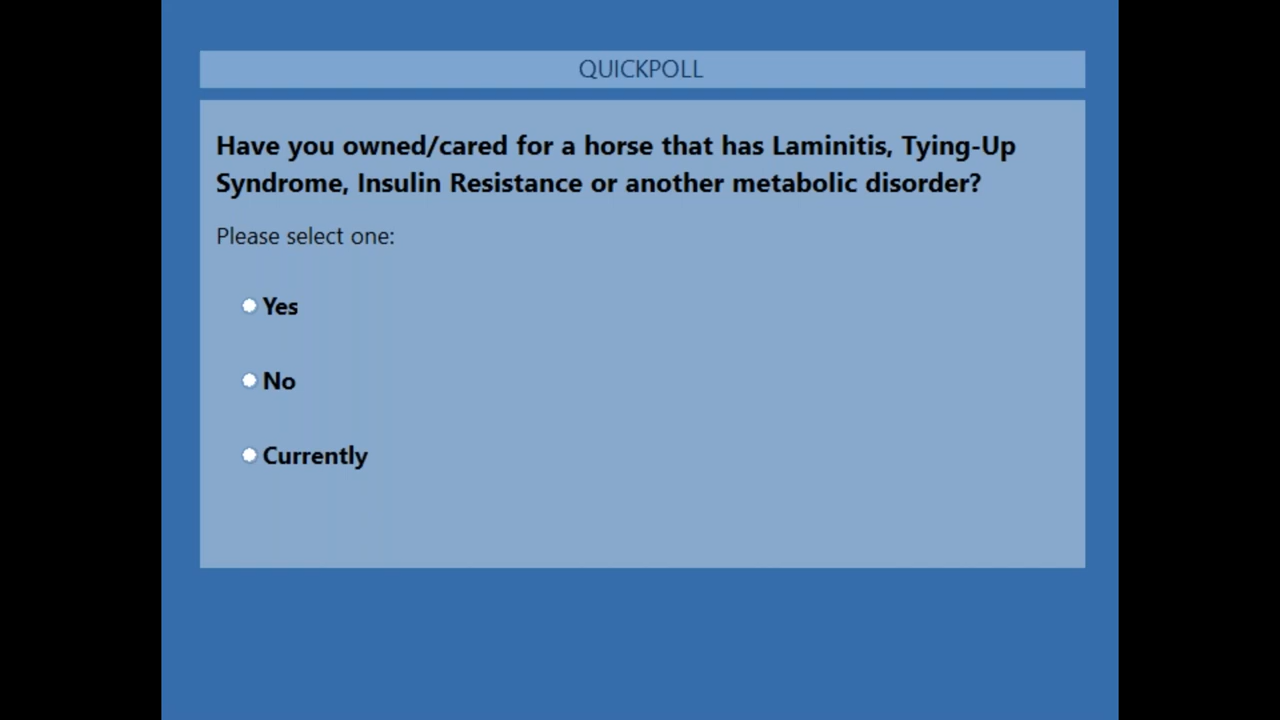 QUICKPOLL
Have you owned/cared for a horse that has Laminitis, Tying-Up
Syndrome, Insulin Resistance or another metabolic disorder?
Please select one:
Yes
No
Currently